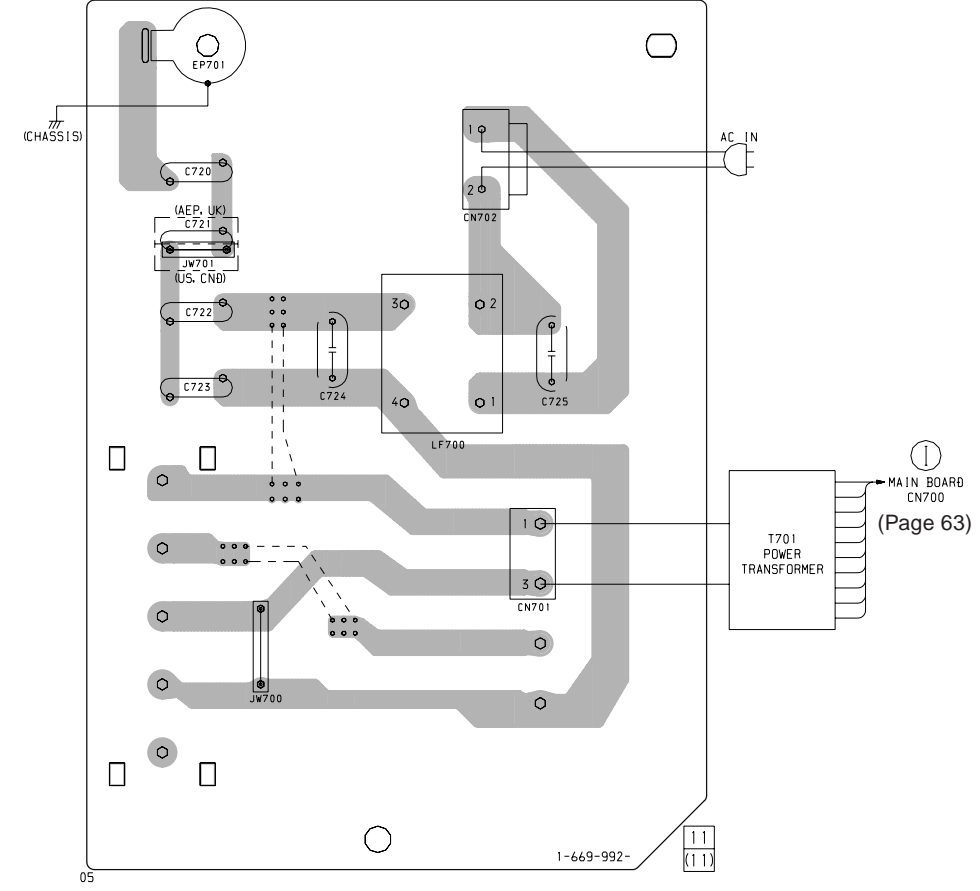 EP701
(CHASSIS)
1
AC IN
C720
2
(AEP, UK)
C721
CN702
JW701
(US, CND)
C722
3
2
C723
C724
4
1
C725
LF700
I
MAIN BOARD
CN700
(Page 63)
1
T701
POWER
TRANSFORMER
3
CN701
JW700
11
(11)
1-669-992-
05